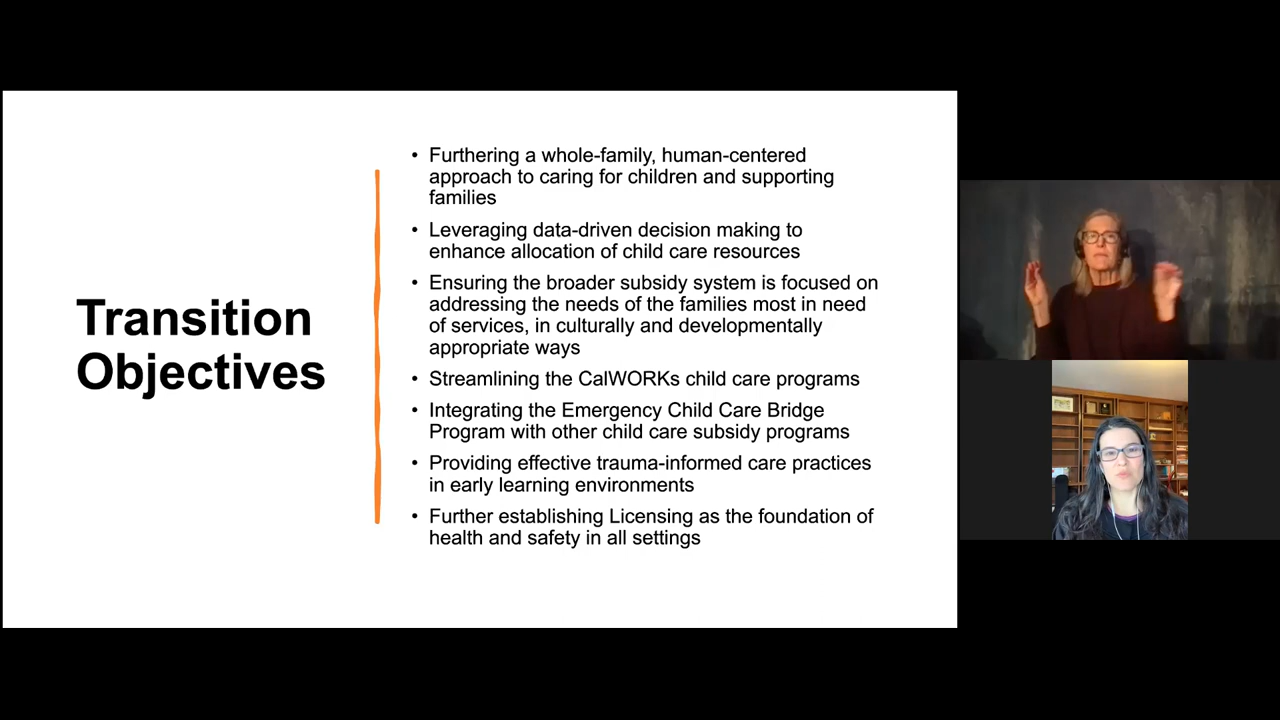 Transition
Objectives
• Furthering a whole-family, human-centered
approach to caring for children and supporting
families
• Leveraging data-driven decision making to
enhance allocation of child care resources
• Ensuring the broader subsidy system is focused on
addressing the needs of the families most in need
of services, in culturally and developmentally
appropriate ways
• Streamlining the CalWORKs child care programs
• Integrating the Emergency Child Care Bridge
Program with other child care subsidy programs
• Providing effective trauma-informed care practices
in early learning environments
• Further establishing Licensing as the foundation of
health and safety in all settings